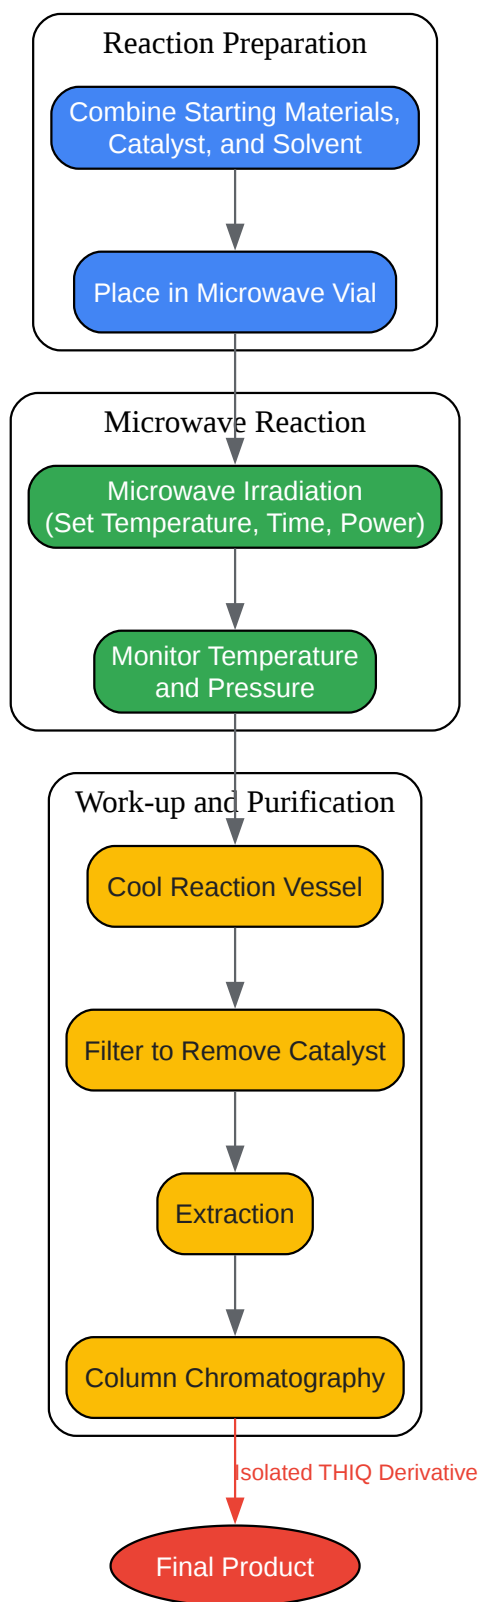 Reaction Preparation
Combine Starting Materials,
Catalyst, and Solvent
Place in Microwave Vial
Microwave Reaction
Microwave Irradiation
(Set Temperature, Time, Power)
Monitor Temperature
and Pressure
Work-up and Purification
Cool Reaction Vessel
Filter to Remove Catalyst
Extraction
Column Chromatography
Isolated THIQ Derivative
Final Product